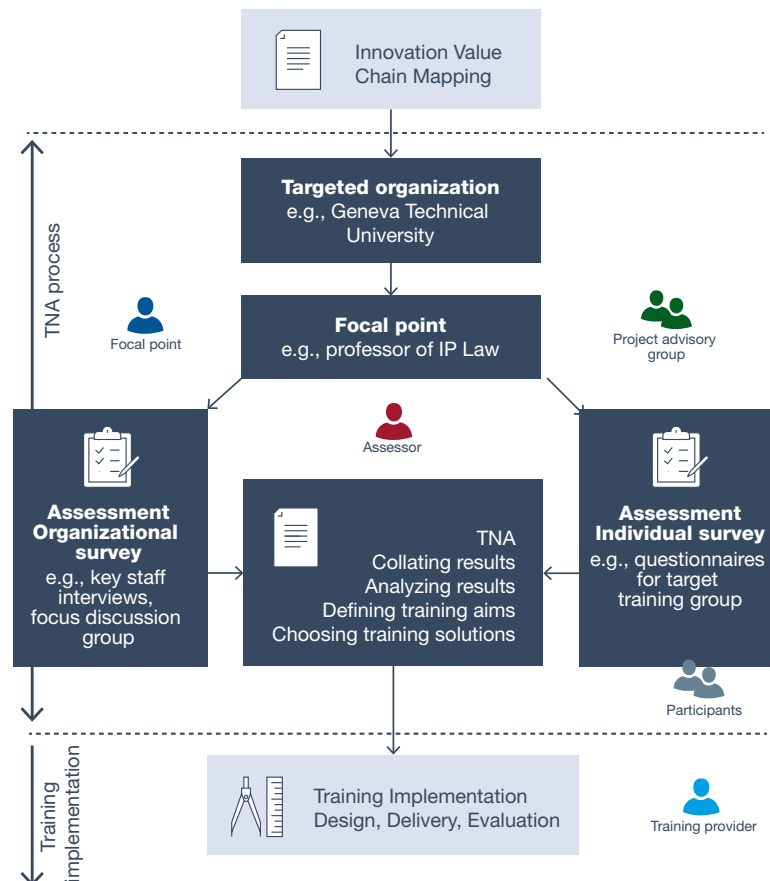 Innovation Value
Chain Mapping
Targeted organization
e.g., Geneva Technical
University
TNA process
Focal point
Focal point
e.g., professor of IP Law
Project advisory
group
Assessor
Assessment
Organizational
survey
e.g., key staff
interviews,
focus discussion
group
TNA
Collating results
Analyzing results
Defining training aims
Choosing training solutions
Assessment
Individual survey
e.g., questionnaires
for target
training group
Participants
Training
implementation
Training Implementation
Design, Delivery, Evaluation
Training provider